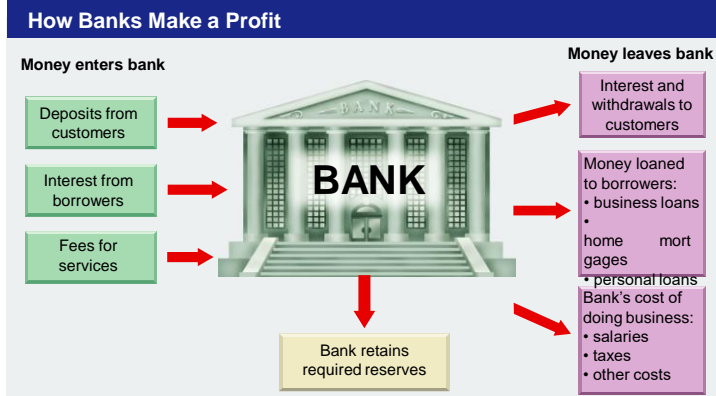 How Banks Make a Profit
Money enters bank
Deposits from
customers
Interest from
borrowers
Fees for
services
BANK
BANK
Bank retains
required reserves
Money leaves bank
Interest and
withdrawals to
customers
Money loaned
to borrowers:
• business loans
•
home mort
gages
• personal loans
Bank's cost of
doing business:
• salaries
• taxes
• other costs